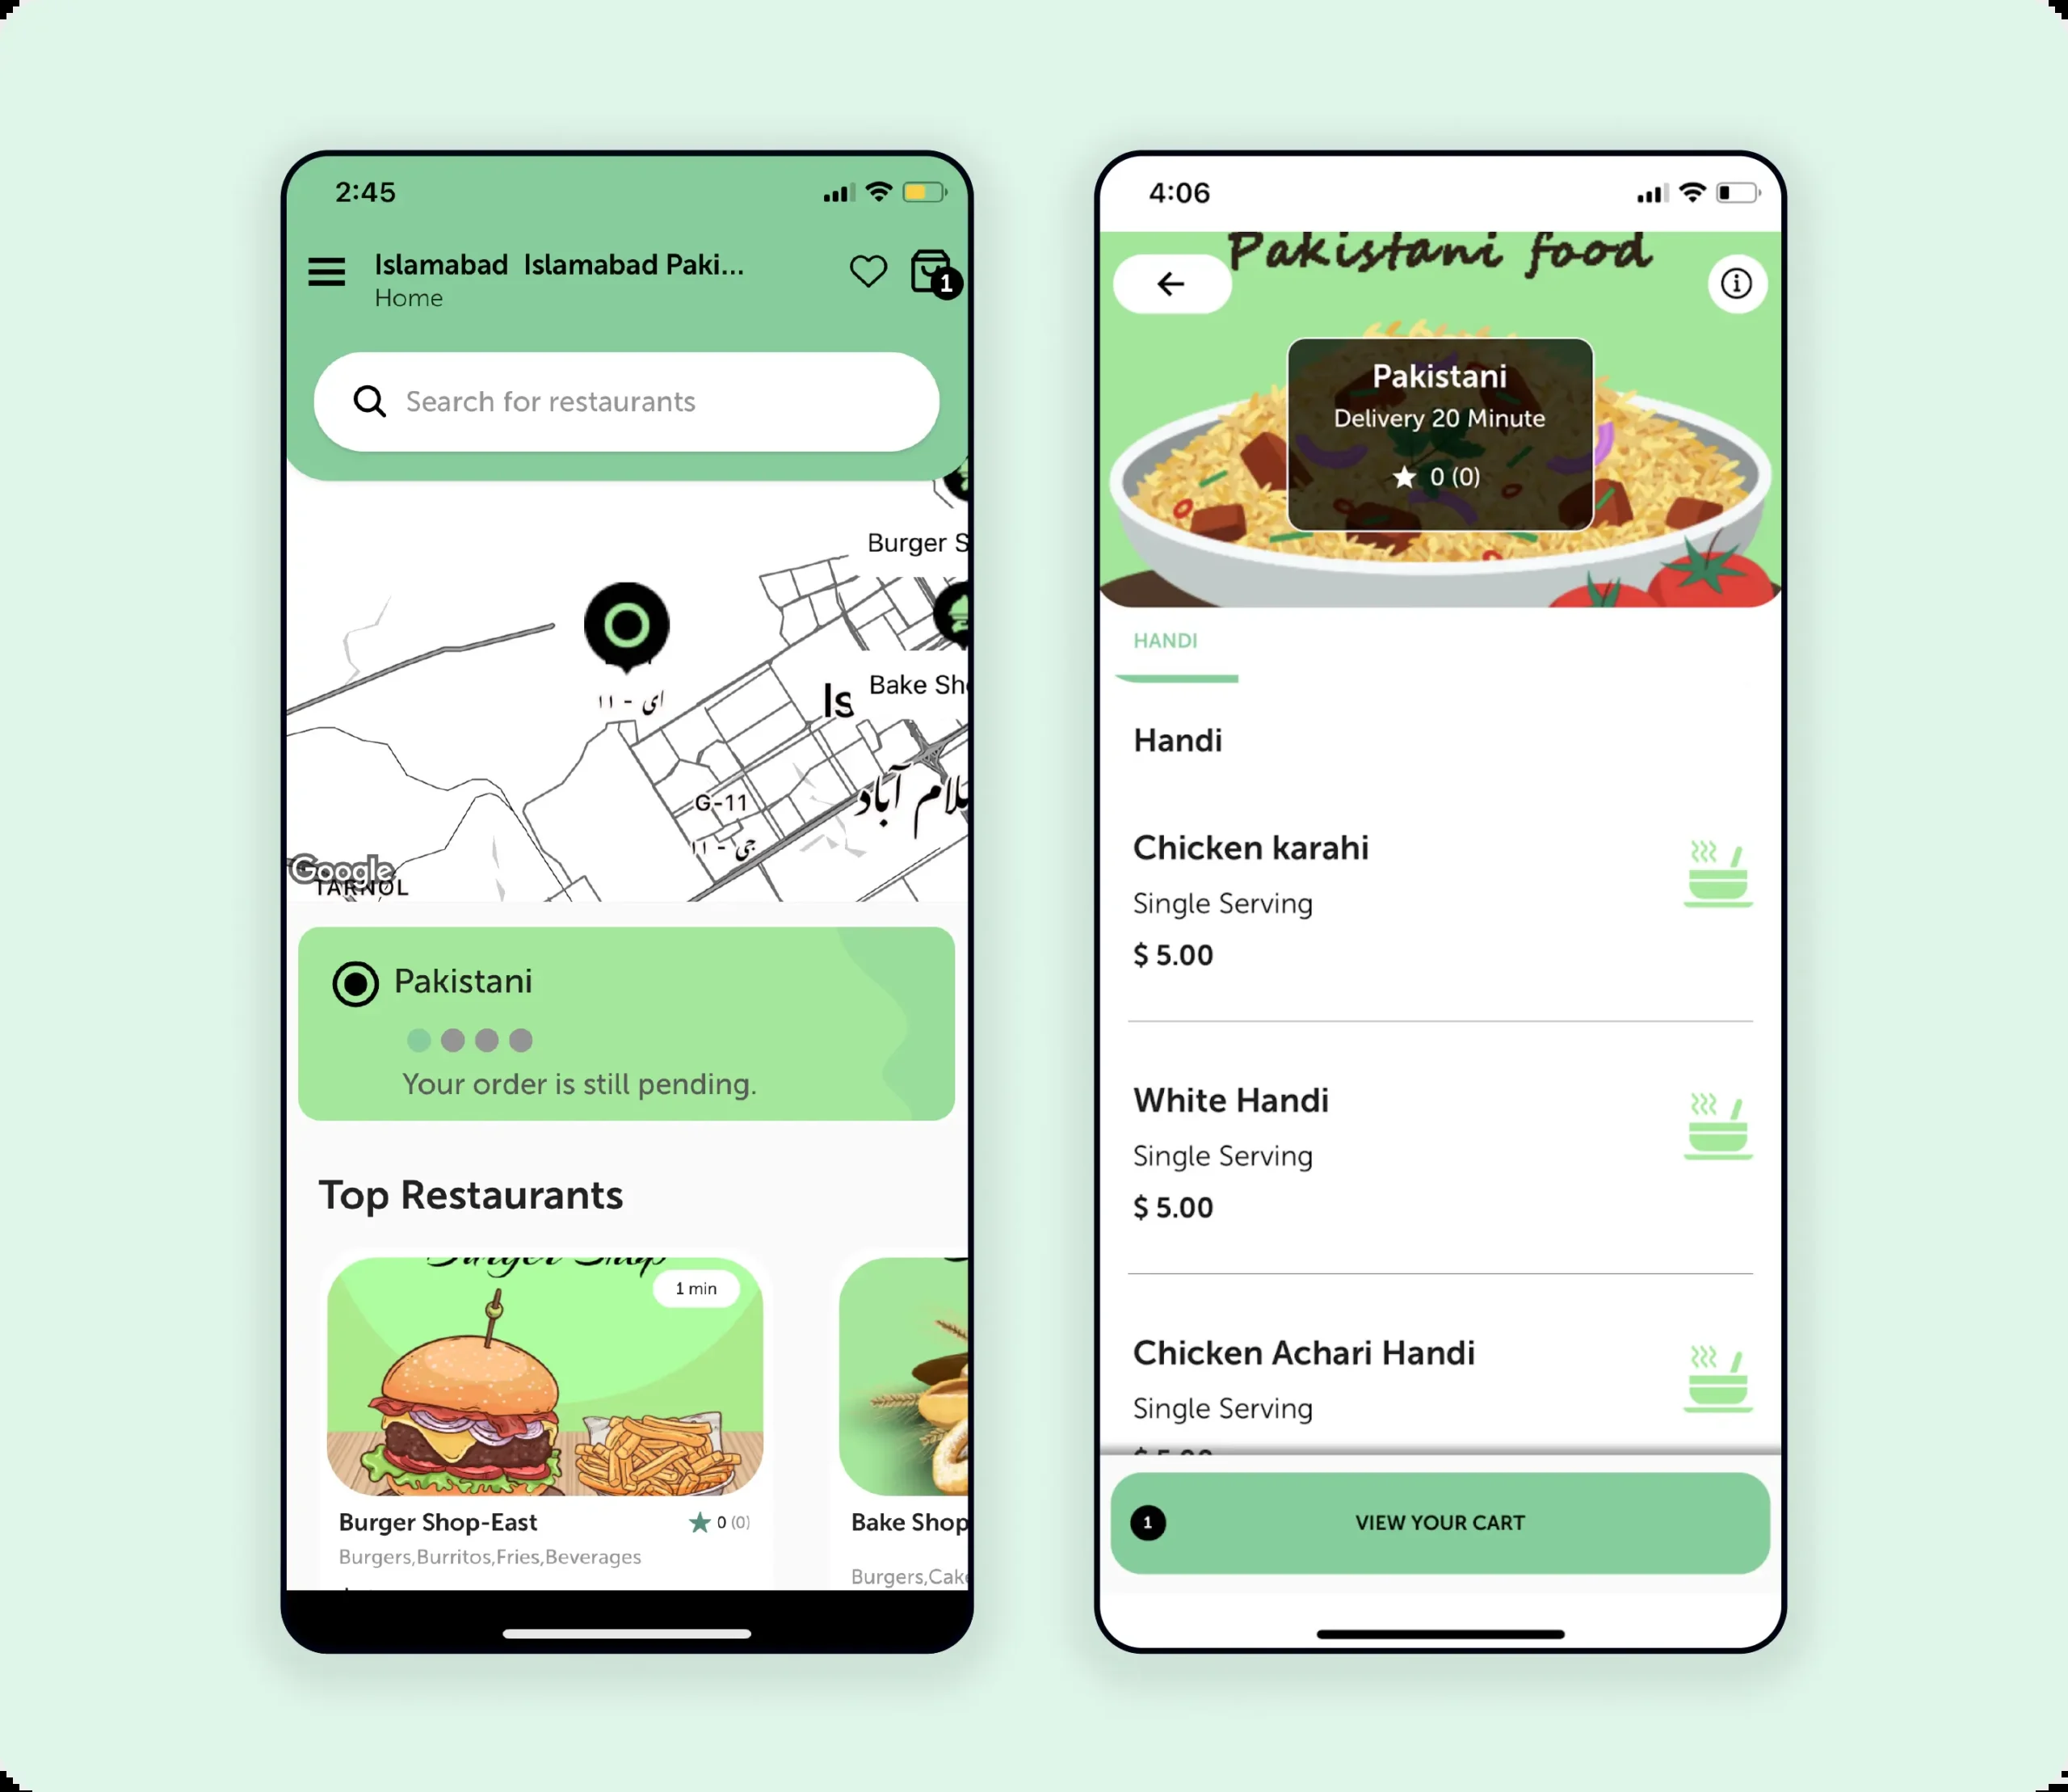 2:45
Islamabad Islamabad Paki...
Home
1
Search for restaurants
Burger S
Bake Sh
Is
ای - ۱۱
G-11
جی - ۱۱
Google
TARNOL
Pakistani
Your order is still pending.
Top Restaurants
Burger Shop
1 min
Burger Shop-East
0 (0)
Burgers,Burritos,Fries,Beverages
Bake Shop
Burgers,Cake
4:06
Pakistani food
Pakistani
Delivery 20 Minute
0 (0)
HANDI
Handi
Chicken karahi
Single Serving
$ 5.00
White Handi
Single Serving
$ 5.00
Chicken Achari Handi
Single Serving
1
VIEW YOUR CART